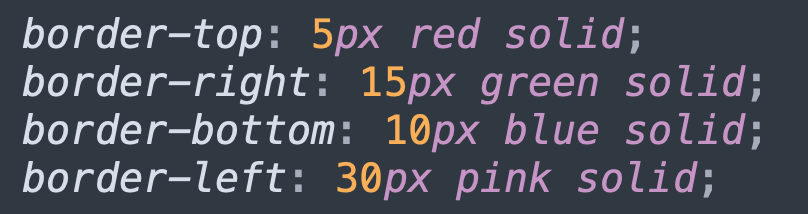 border-top: 5px red solid;
border-right: 15px green solid;
border-bottom: 10px blue solid;
border-left: 30px pink solid;